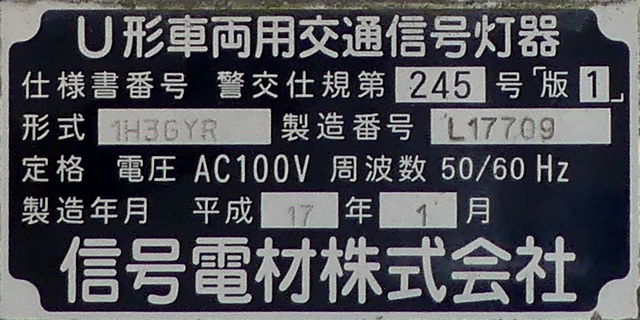 U形車両用交通信号灯器
仕様書番号 警交仕規第 245 号「版 1」
形式 1H3GYR 製造番号 L17709
定格 電圧 AC100V 周波数 50/60 Hz
製造年月 平成 17 年 1 月
信号電材株式会社